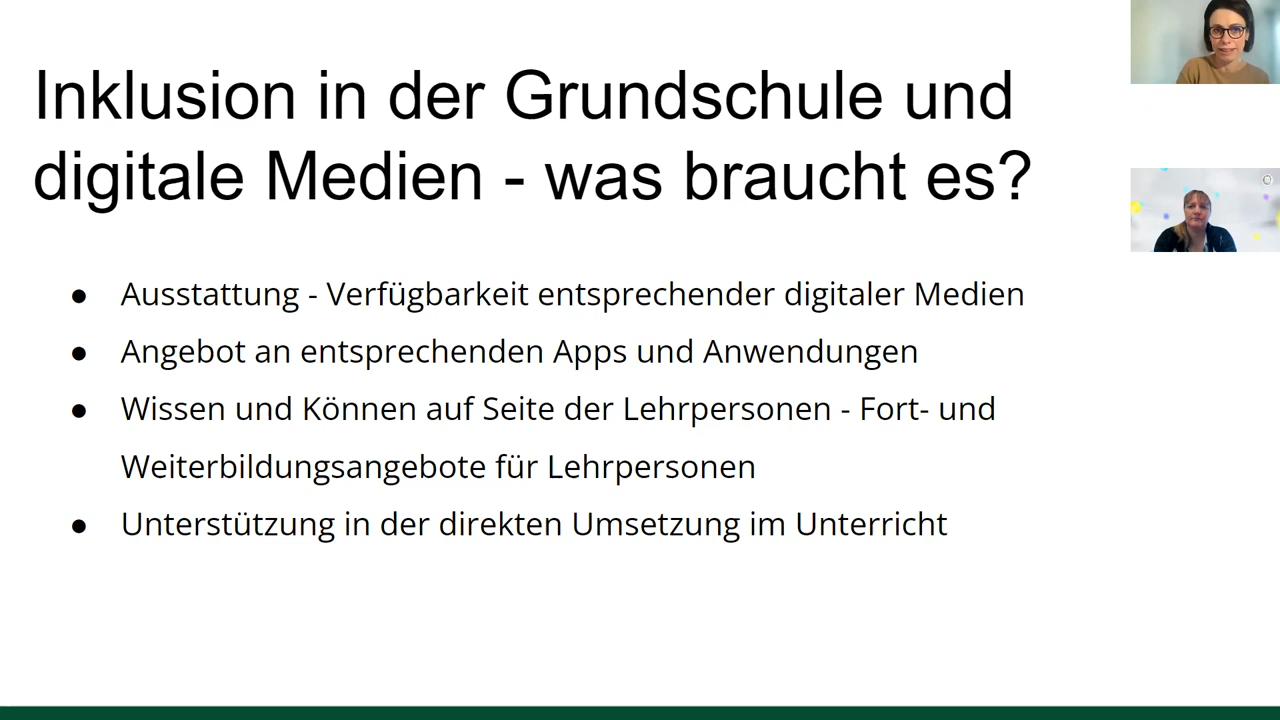 Inklusion in der Grundschule und
digitale Medien - was braucht es?
● Ausstattung - Verfügbarkeit entsprechender digitaler Medien
● Angebot an entsprechenden Apps und Anwendungen
● Wissen und Können auf Seite der Lehrpersonen - Fort- und
Weiterbildungsangebote für Lehrpersonen
● Unterstützung in der direkten Umsetzung im Unterricht